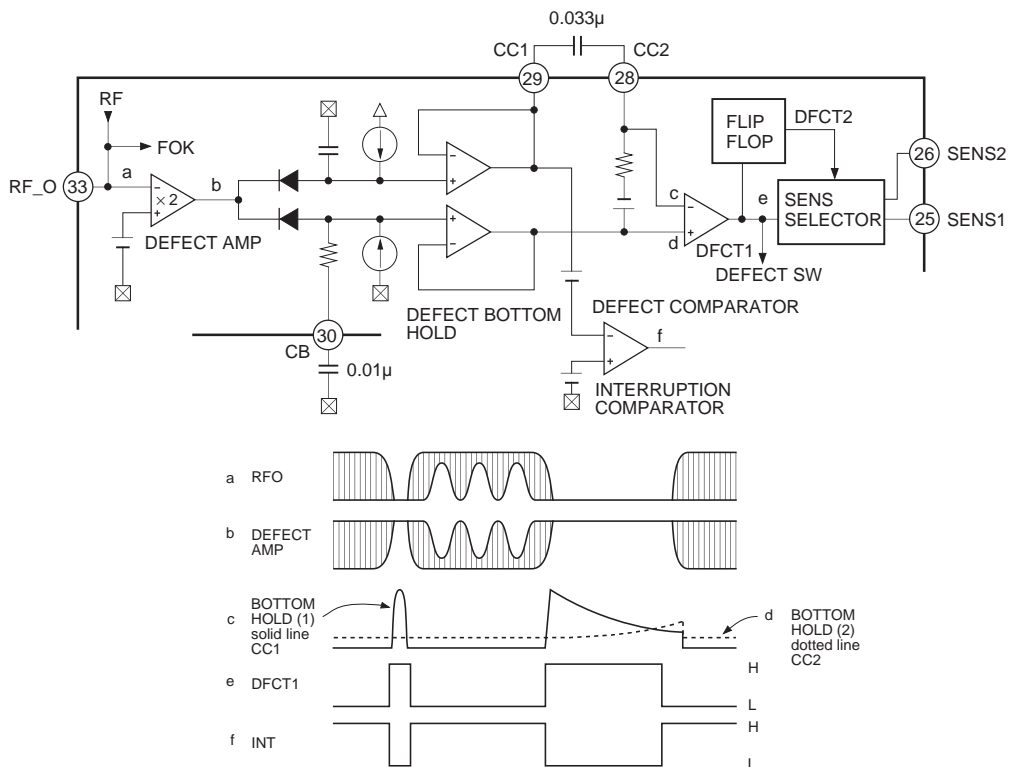 0.033µ
CC1
CC2
29
28
RF
FOK
RF_O
33
a
b
− × 2
+
DEFECT AMP
−
+
+
−
DEFECT BOTTOM
HOLD
30
CB
0.01µ
c
−
d
+
DFCT1
e
DEFECT SW
FLIP
FLOP
DFCT2
SENS
SELECTOR
26
SENS2
25
SENS1
DEFECT COMPARATOR
−
+
f
INTERRUPTION
COMPARATOR
a RFO
b DEFECT
AMP
c BOTTOM
HOLD (1)
solid line
CC1
d BOTTOM
HOLD (2)
dotted line
CC2
e DFCT1
H
L
f INT
H
L